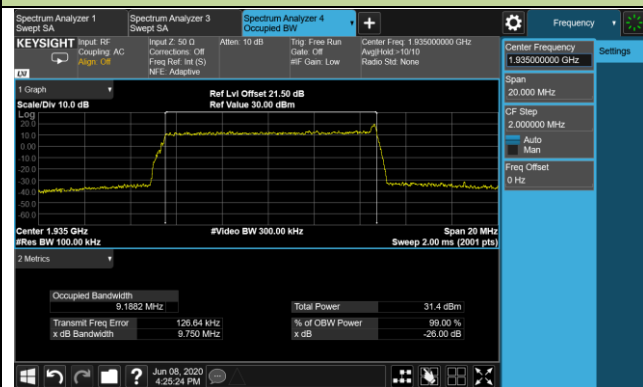 Spectrum Analyzer 1
Swept SA
Spectrum Analyzer 3
Swept SA
Spectrum Analyzer 4
Occupied BW
+
Frequency
KEYSIGHT
Input: RF
Coupling: AC
Align: Off
Input Z: 50 Ω
Corrections: Off
Freq Ref: Int (S)
NFE: Adaptive
Atten: 10 dB
Trig: Free Run
Gate: Off
#IF Gain: Low
Center Freq: 1.935000000 GHz
Avg|Hold:>10/10
Radio Std: None
LXI
Center Frequency
1.935000000 GHz
Settings
Span
20.000 MHz
CF Step
2.000000 MHz
Auto
Man
Freq Offset
0 Hz
1 Graph
Scale/Div 10.0 dB
Ref Lvl Offset 21.50 dB
Ref Value 30.00 dBm
Log
20.0
10.0
0.00
-10.0
-20.0
-30.0
-40.0
-50.0
-60.0
Center 1.935 GHz
#Video BW 300.00 kHz
Span 20 MHz
#Res BW 100.00 kHz
Sweep 2.00 ms (2001 pts)
2 Metrics
Occupied Bandwidth
9.1882 MHz
Total Power
31.4 dBm
Transmit Freq Error
126.64 kHz
% of OBW Power
99.00 %
x dB Bandwidth
9.750 MHz
x dB
-26.00 dB
?
Jun 08, 2020
4:25:24 PM